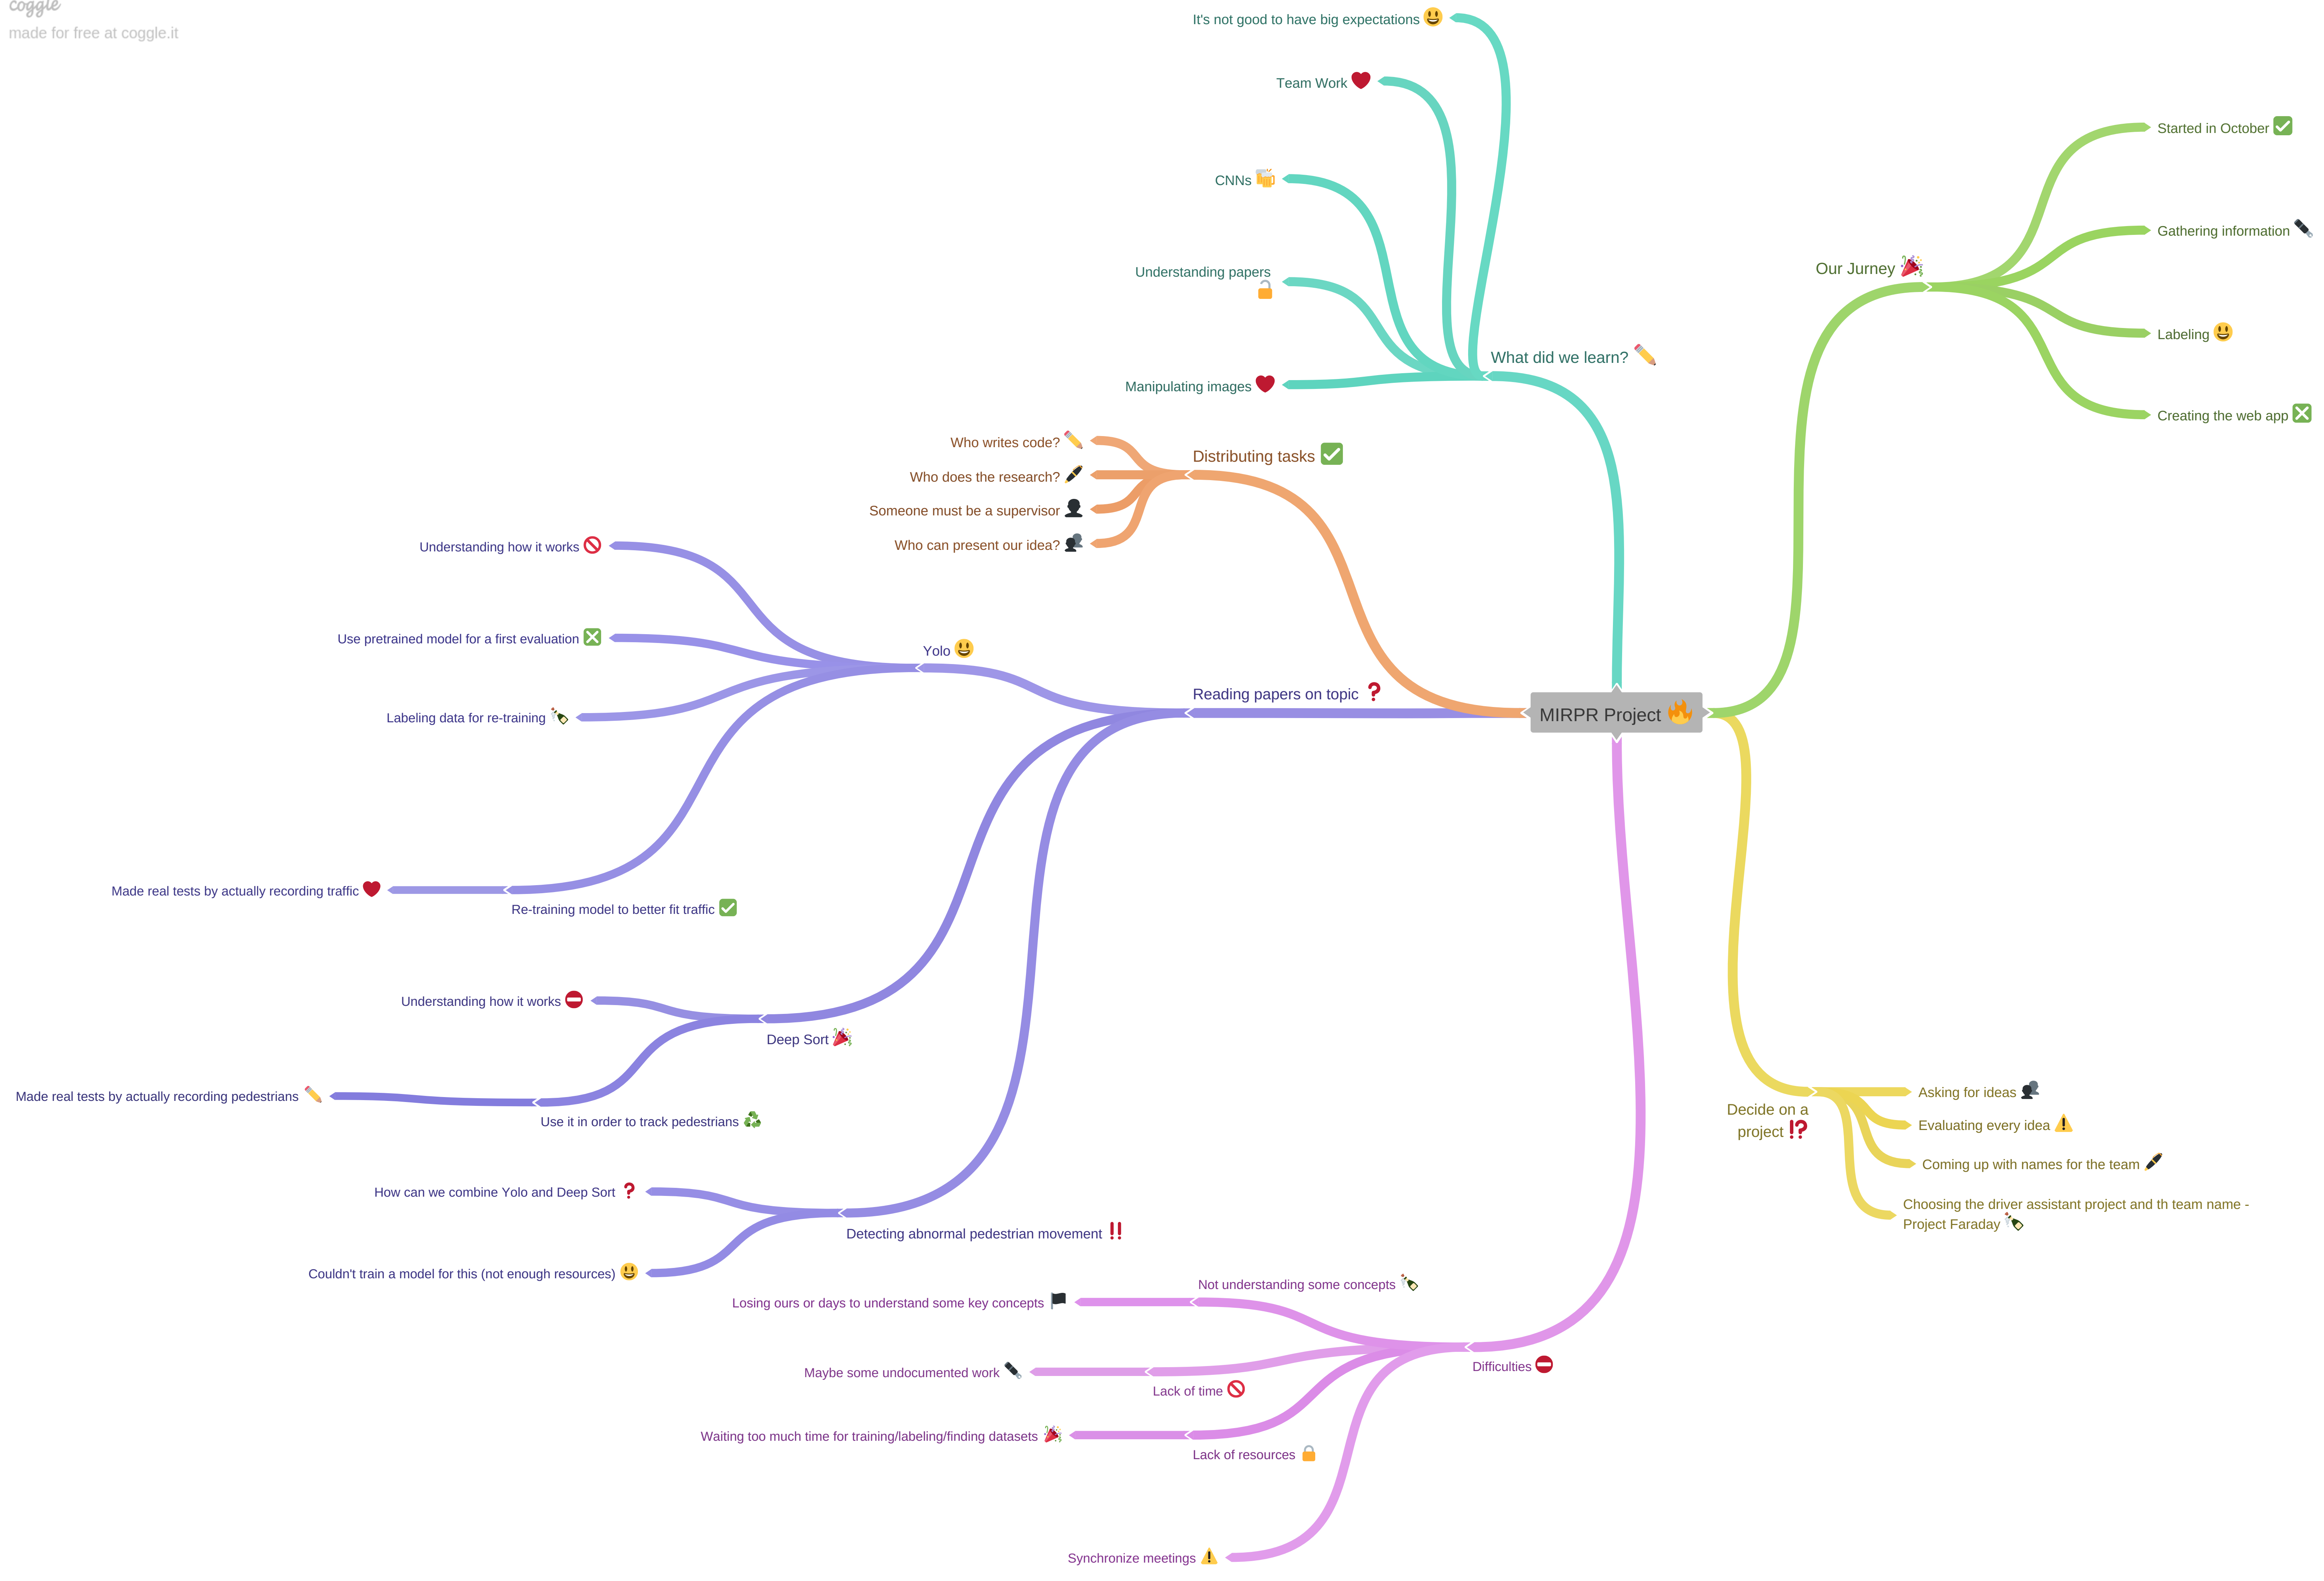 coggle
made for free at coggle.it
It's not good to have big expectations
Team Work
CNNs
Understanding papers
Manipulating images
What did we learn?
Started in October
Gathering information
Our Jurney
Labeling
Creating the web app
Distributing tasks
Who writes code?
Who does the research?
Someone must be a supervisor
Who can present our idea?
Understanding how it works
Use pretrained model for a first evaluation
Yolo
Labeling data for re-training
Reading papers on topic
MIRPR Project
Made real tests by actually recording traffic
Re-training model to better fit traffic
Understanding how it works
Deep Sort
Made real tests by actually recording pedestrians
Use it in order to track pedestrians
How can we combine Yolo and Deep Sort
Detecting abnormal pedestrian movement
Couldn't train a model for this (not enough resources)
Decide on a
project
Asking for ideas
Evaluating every idea
Coming up with names for the team
Choosing the driver assistant project and th team name -
Project Faraday
Not understanding some concepts
Losing ours or days to understand some key concepts
Difficulties
Maybe some undocumented work
Lack of time
Waiting too much time for training/labeling/finding datasets
Lack of resources
Synchronize meetings